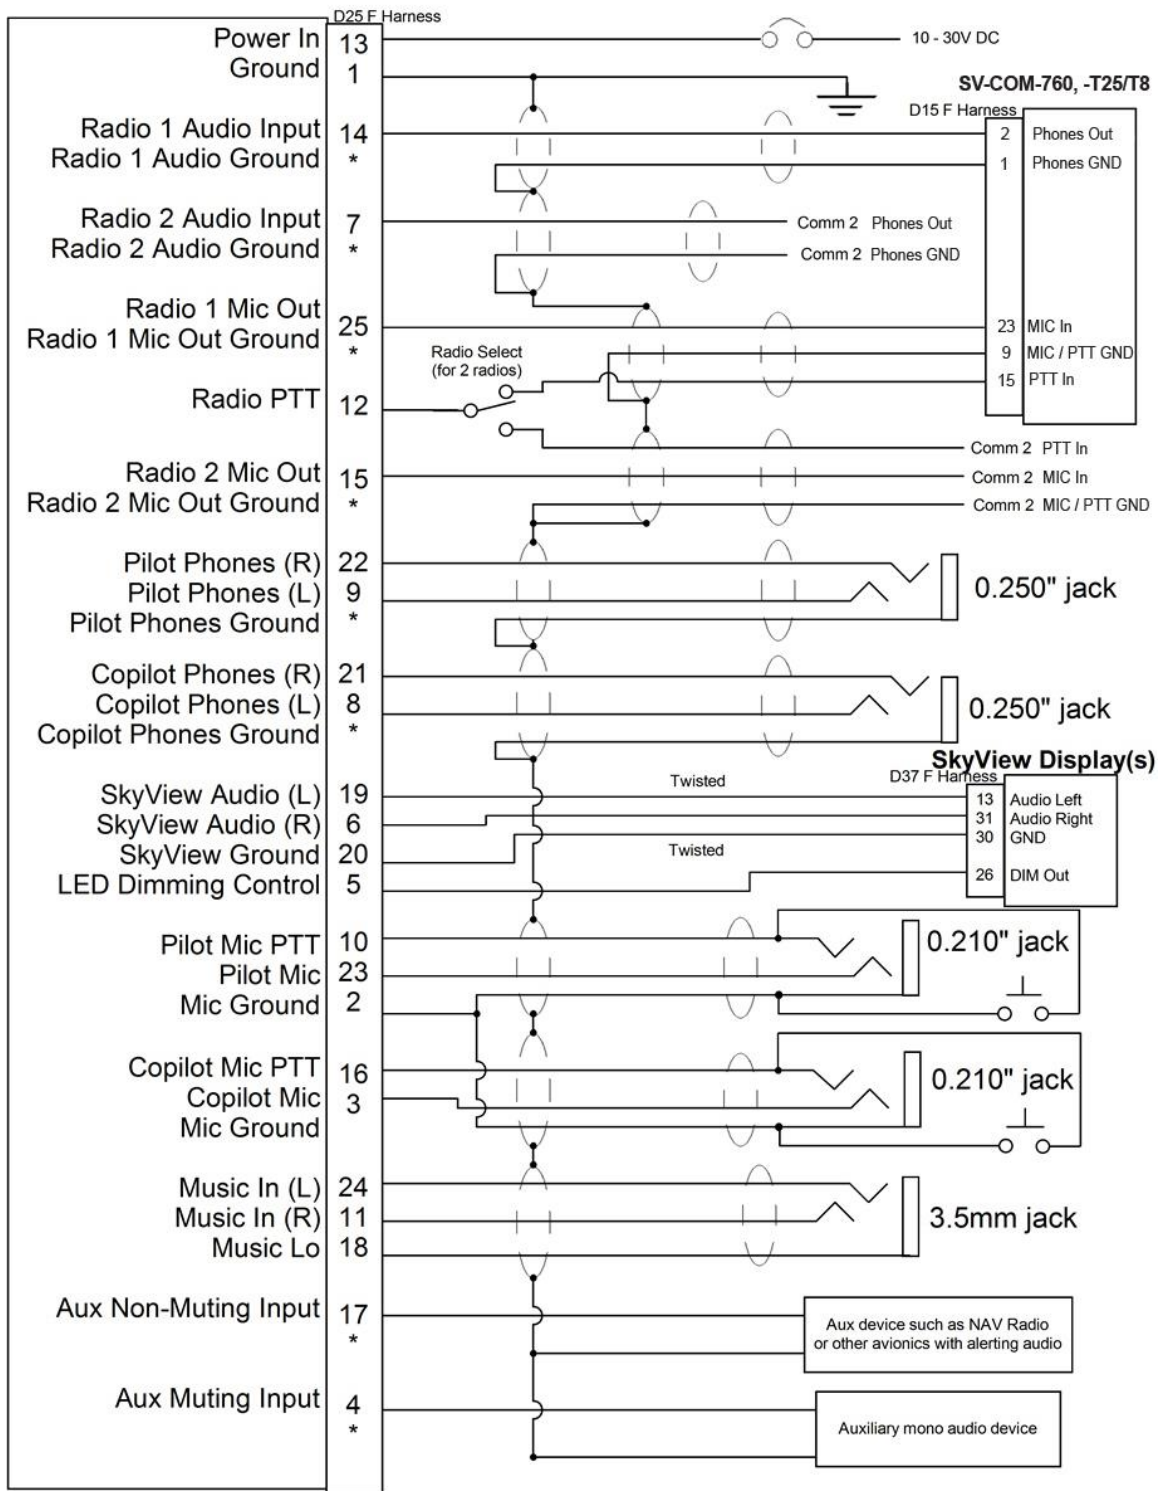 D25 F Harness
Power In 13
10 - 30V DC
Ground 1
SV-COM-760, -T25/T8
D15 F Harness
Radio 1 Audio Input 14
2 Phones Out
Radio 1 Audio Ground *
1 Phones GND
Radio 2 Audio Input 7
Comm 2 Phones Out
Radio 2 Audio Ground *
Comm 2 Phones GND
Radio 1 Mic Out 25
23 MIC In
Radio 1 Mic Out Ground *
9 MIC / PTT GND
Radio Select
(for 2 radios)
15 PTT In
Radio PTT 12
Comm 2 PTT In
Radio 2 Mic Out 15
Comm 2 MIC In
Radio 2 Mic Out Ground *
Comm 2 MIC / PTT GND
Pilot Phones (R) 22
Pilot Phones (L) 9
0.250" jack
Pilot Phones Ground *
Copilot Phones (R) 21
Copilot Phones (L) 8
0.250" jack
Copilot Phones Ground *
SkyView Display(s)
D37 F Harness
Twisted
SkyView Audio (L) 19
13 Audio Left
SkyView Audio (R) 6
31 Audio Right
30 GND
SkyView Ground 20
Twisted
LED Dimming Control 5
26 DIM Out
Pilot Mic PTT 10
0.210" jack
Pilot Mic 23
Mic Ground 2
Copilot Mic PTT 16
0.210" jack
Copilot Mic 3
Mic Ground
Music In (L) 24
Music In (R) 11
3.5mm jack
Music Lo 18
Aux Non-Muting Input 17
*
Aux device such as NAV Radio
or other avionics with alerting audio
Aux Muting Input 4
*
Auxiliary mono audio device